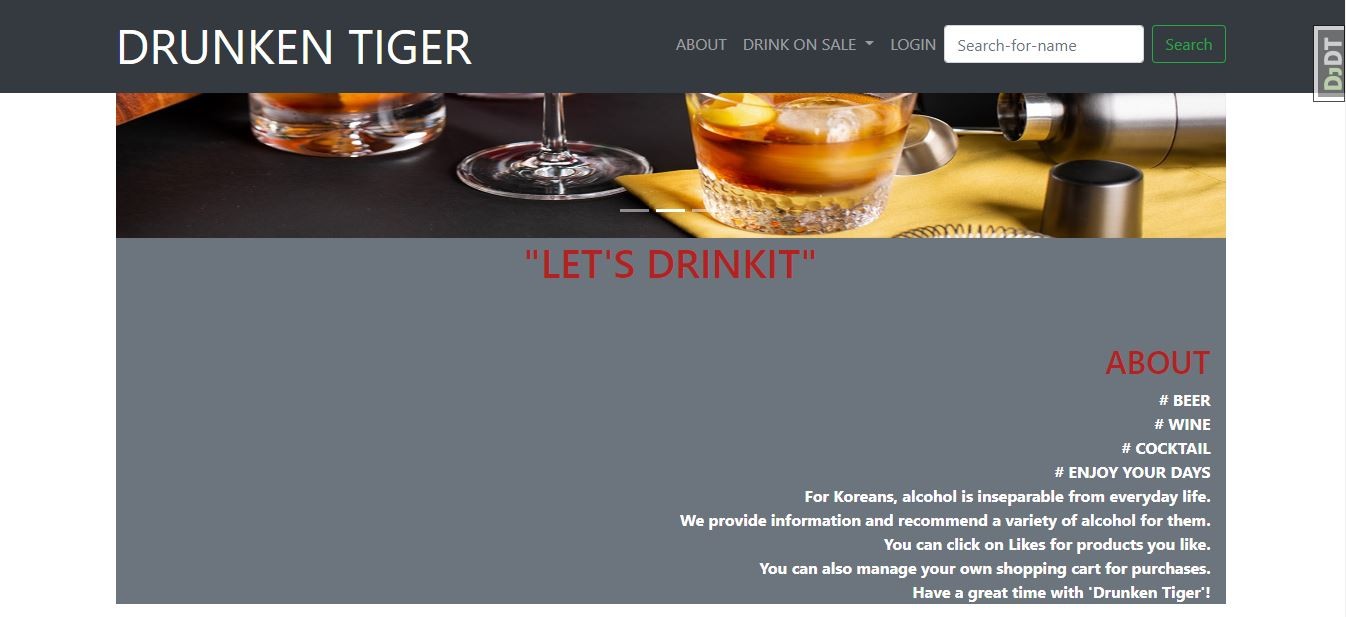 DRUNKEN TIGER
ABOUT DRINK ON SALE LOGIN Search-for-name Search
DjDT
"LET'S DRINKIT"
ABOUT
# BEER
# WINE
# COCKTAIL
# ENJOY YOUR DAYS
For Koreans, alcohol is inseparable from everyday life.
We provide information and recommend a variety of alcohol for them.
You can click on Likes for products you like.
You can also manage your own shopping cart for purchases.
Have a great time with 'Drunken Tiger'!